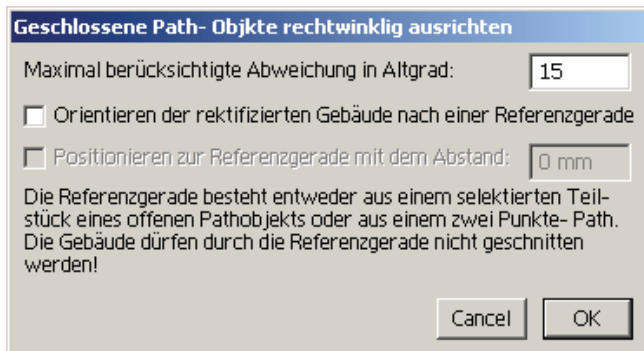 Geschlossene Path- Objkte rechtwinklig ausrichten
Maximal berücksichtigte Abweichung in Altgrad: 15
Orientieren der rektifizierten Gebäude nach einer Referenzgerade
Positionieren zur Referenzgerade mit dem Abstand: 0 mm
Die Referenzgerade besteht entweder aus einem selektierten Teil-
stück eines offenen Pathobjekts oder aus einem zwei Punkte- Path.
Die Gebäude dürfen durch die Referenzgerade nicht geschnitten
werden!
Cancel OK